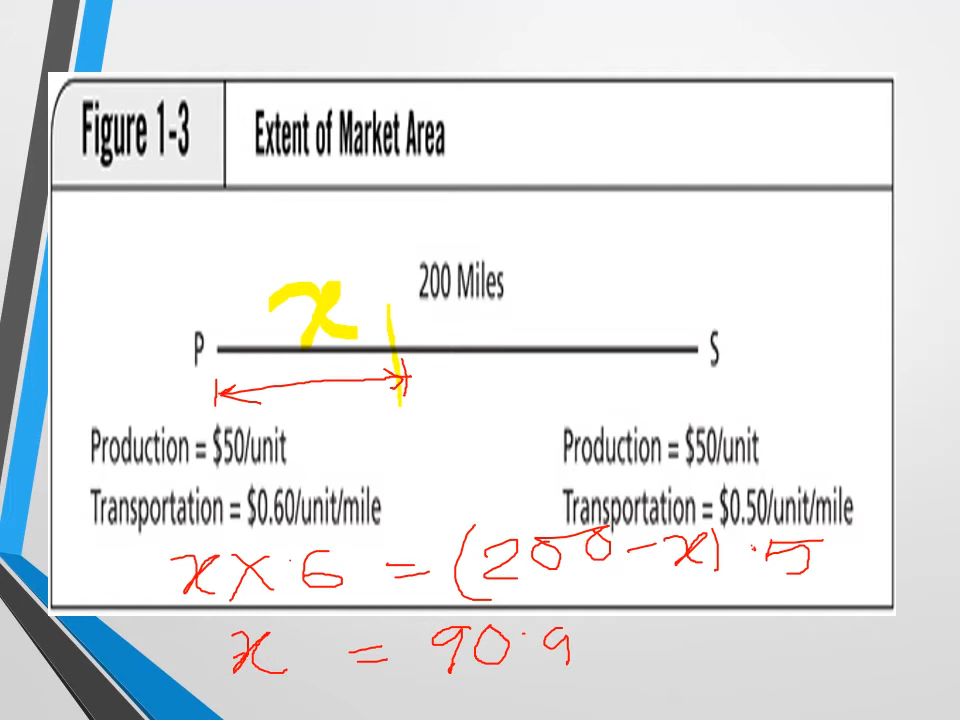 Figure 1-3
Extent of Market Area
200 Miles
x
P
S
Production = $50/unit
Transportation = $0.60/unit/mile
Production = $50/unit
Transportation = $0.50/unit/mile
x × .6 = (200 - x) .5
x = 90.9